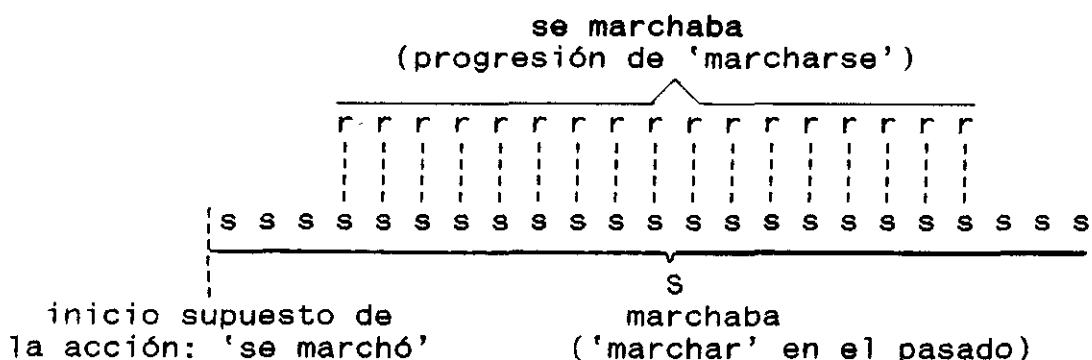 se marchaba
(progresión de 'marcharse')
r r r r r r r r r r r r r r r r r
s s s s s s s s s s s s s s s s s s s s s s s
S
inicio supuesto de marchaba
la acción: 'se marchó' ('marchar' en el pasado)